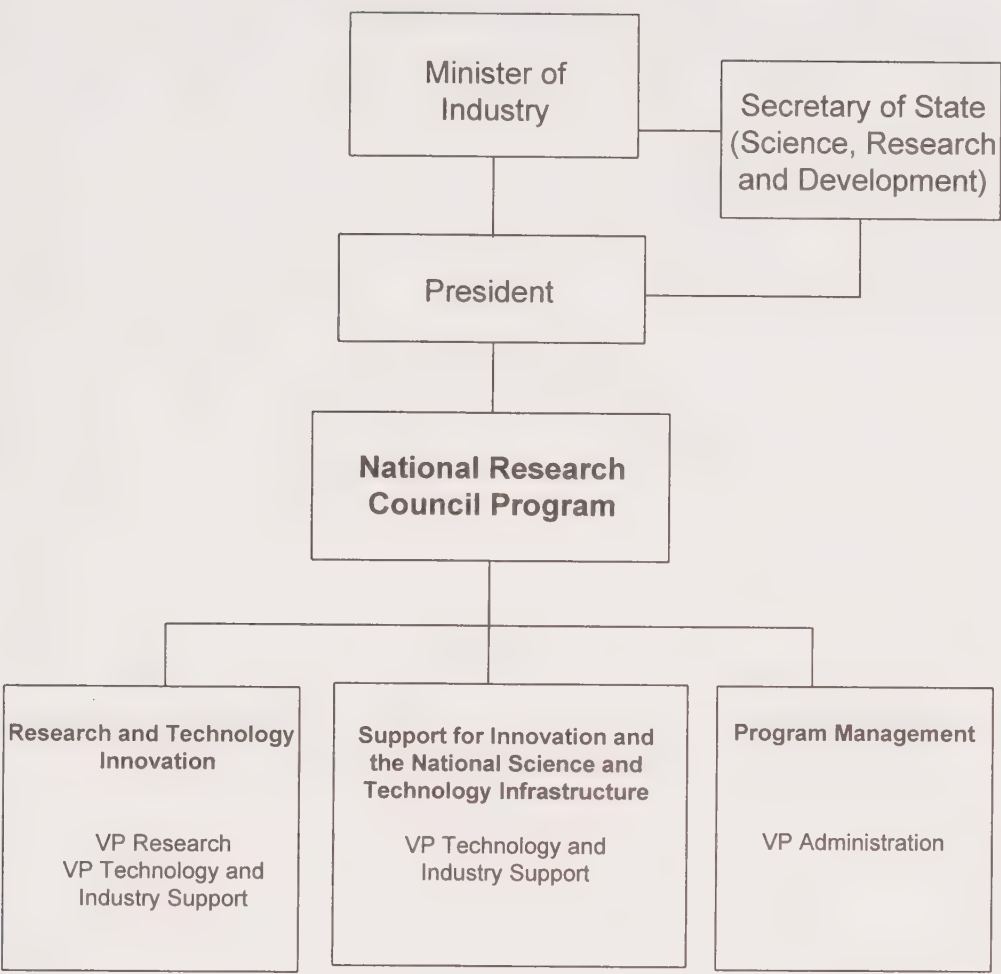 Minister of
Industry
Secretary of State
(Science, Research
and Development)
President
National Research
Council Program
Research and Technology
Innovation
VP Research
VP Technology and
Industry Support
Support for Innovation and
the National Science and
Technology Infrastructure
VP Technology and
Industry Support
Program Management
VP Administration